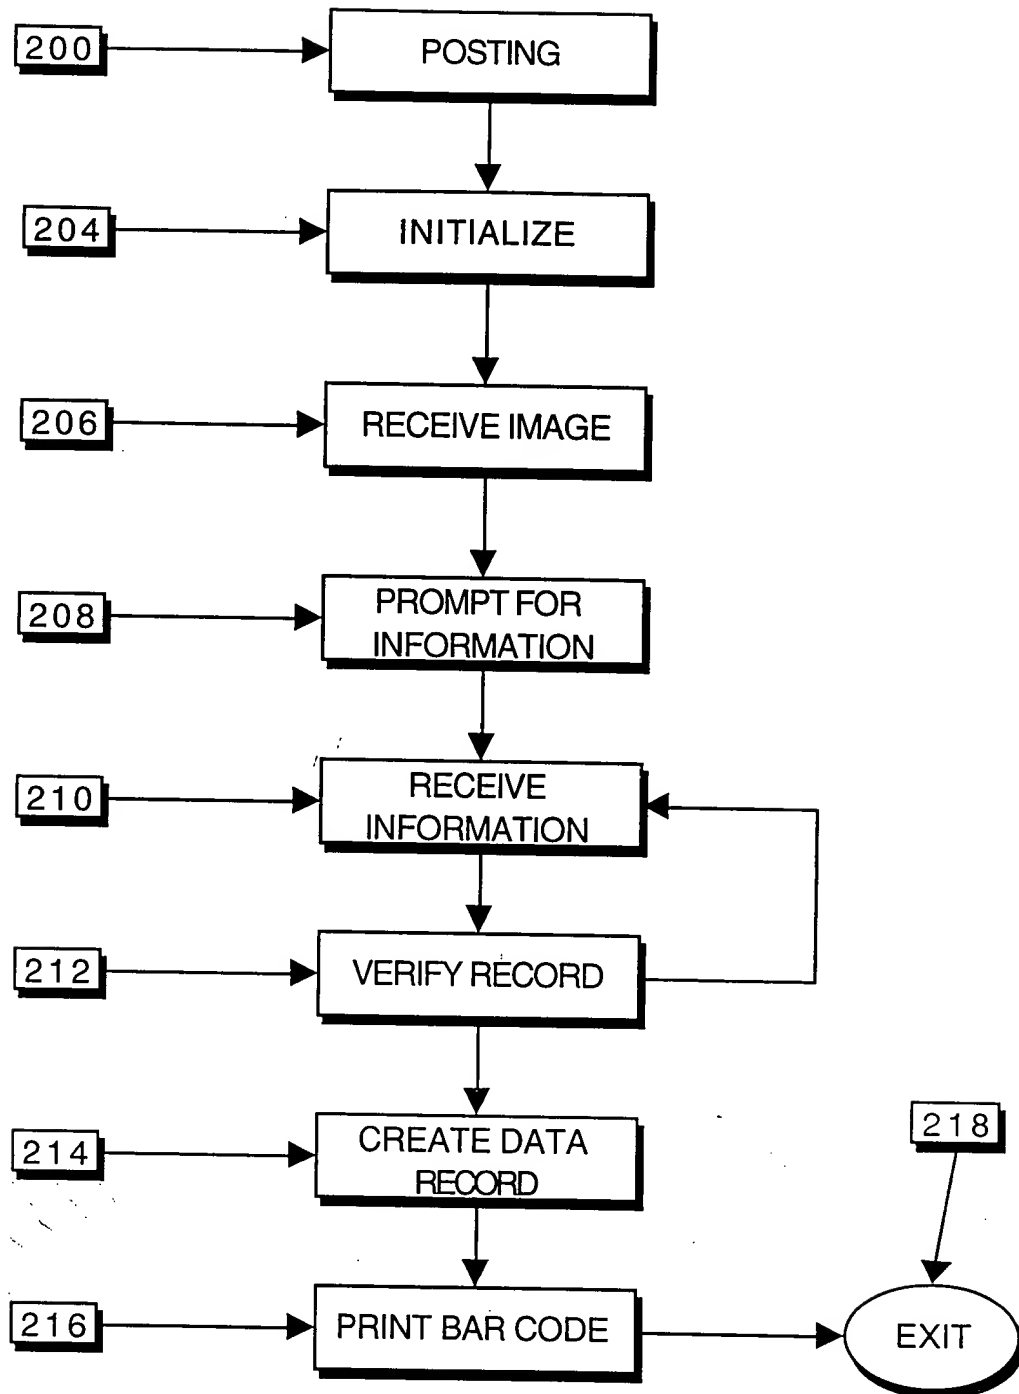 200
POSTING
204
INITIALIZE
206
RECEIVE IMAGE
208
PROMPT FOR
INFORMATION
210
RECEIVE
INFORMATION
212
VERIFY RECORD
214
CREATE DATA
RECORD
218
216
PRINT BAR CODE
EXIT